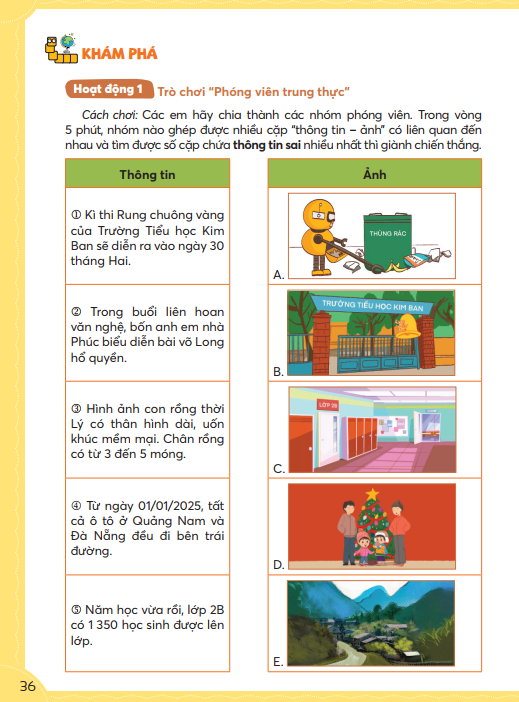 KHÁM PHÁ
Hoạt động 1 Trò chơi "Phóng viên trung thực"
Cách chơi: Các em hãy chia thành các nhóm phóng viên. Trong vòng
5 phút, nhóm nào ghép được nhiều cặp "thông tin – ảnh" có liên quan đến
nhau và tìm được số cặp chứa thông tin sai nhiều nhất thì giành chiến thắng.
Thông tin
Ảnh
① Kì thi Rung chuông vàng
của Trường Tiểu học Kim
Ban sẽ diễn ra vào ngày 30
tháng Hai.
THÙNG RÁC
A.
② Trong buổi liên hoan
văn nghệ, bốn anh em nhà
Phúc biểu diễn bài võ Long
hổ quyền.
TRƯỜNG TIỂU HỌC KIM BAN
B.
③ Hình ảnh con rồng thời
Lý có thân hình dài, uốn
khúc mềm mại. Chân rồng
có từ 3 đến 5 móng.
LỚP 2B
C.
④ Từ ngày 01/01/2025, tất
cả ô tô ở Quảng Nam và
Đà Nẵng đều đi bên trái
đường.
D.
⑤ Năm học vừa rồi, lớp 2B
có 1 350 học sinh được lên
lớp.
E.
36